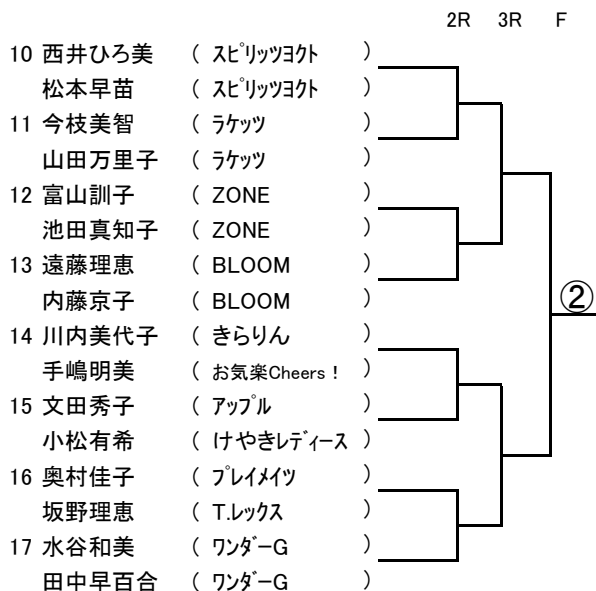 2R 3R F
10 西井ひろ美 ( ｽﾋﾟﾘｯﾂﾖｸﾄ )
松本早苗 ( ｽﾋﾟﾘｯﾂﾖｸﾄ )
11 今枝美智 ( ﾗｹｯﾂ )
山田万里子 ( ﾗｹｯﾂ )
12 富山訓子 ( ZONE )
池田真知子 ( ZONE )
13 遠藤理恵 ( BLOOM )
内藤京子 ( BLOOM )
②
14 川内美代子 ( きらりん )
手嶋明美 ( お気楽Cheers！ )
15 文田秀子 ( ｱｯﾌﾟﾙ )
小松有希 ( けやきﾚﾃﾞｨｰｽ )
16 奥村佳子 ( ﾌﾟﾚｲﾒｲﾂ )
坂野理恵 ( T.ﾚｯｸｽ )
17 水谷和美 ( ﾜﾝﾀﾞｰG )
田中早百合 ( ﾜﾝﾀﾞｰG )